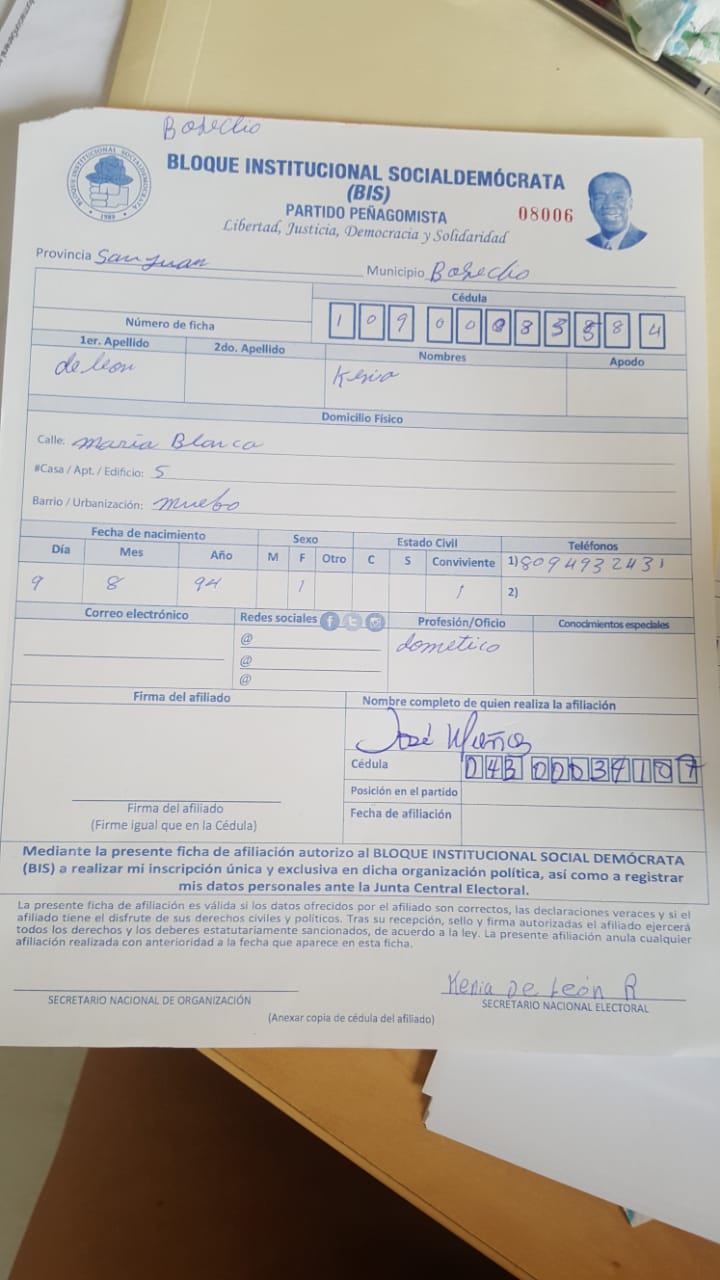 Bohechio
BLOQUE INSTITUCIONAL SOCIALDEMÓCRATA
(BIS)
PARTIDO PEÑAGOMISTA
08006
Libertad, Justicia, Democracia y Solidaridad
BLOQUE INSTITUCIONAL SOCIALDEMOCRATA
1989
Provincia San Juan Municipio Bohechio
Cédula
Número de ficha
1er. Apellido 2do. Apellido Nombres Apodo
de leon Kenia
Domicilio Físico
Calle: maria Blanca
#Casa / Apt. / Edificio: 5
Barrio / Urbanización:
Fecha de nacimiento Sexo Estado Civil Teléfonos
Día Mes Año M F Otro C S Conviviente 1) 8094932431
9 8 94 1 1 2)
Correo electrónico Redes sociales Profesión/Oficio Conocimientos especiales
@ dometico
@
@
Firma del afiliado Nombre completo de quien realiza la afiliación
José
Cédula 043 0003410 7
Posición en el partido
Firma del afiliado Fecha de afiliación
(Firme igual que en la Cédula)
Mediante la presente ficha de afiliación autorizo al BLOQUE INSTITUCIONAL SOCIAL DEMÓCRATA
(BIS) a realizar mi inscripción única y exclusiva en dicha organización política, así como a registrar
mis datos personales ante la Junta Central Electoral.
La presente ficha de afiliación es válida si los datos ofrecidos por el afiliado son correctos, las declaraciones veraces y si el
afiliado tiene el disfrute de sus derechos civiles y políticos. Tras su recepción, sello y firma autorizadas el afiliado ejercerá
todos los derechos y los deberes estatutariamente sancionados, de acuerdo a la ley. La presente afiliación anula cualquier
afiliación realizada con anterioridad a la fecha que aparece en esta ficha.
Kenia De León R
SECRETARIO NACIONAL DE ORGANIZACIÓN SECRETARIO NACIONAL ELECTORAL
(Anexar copia de cédula del afiliado)